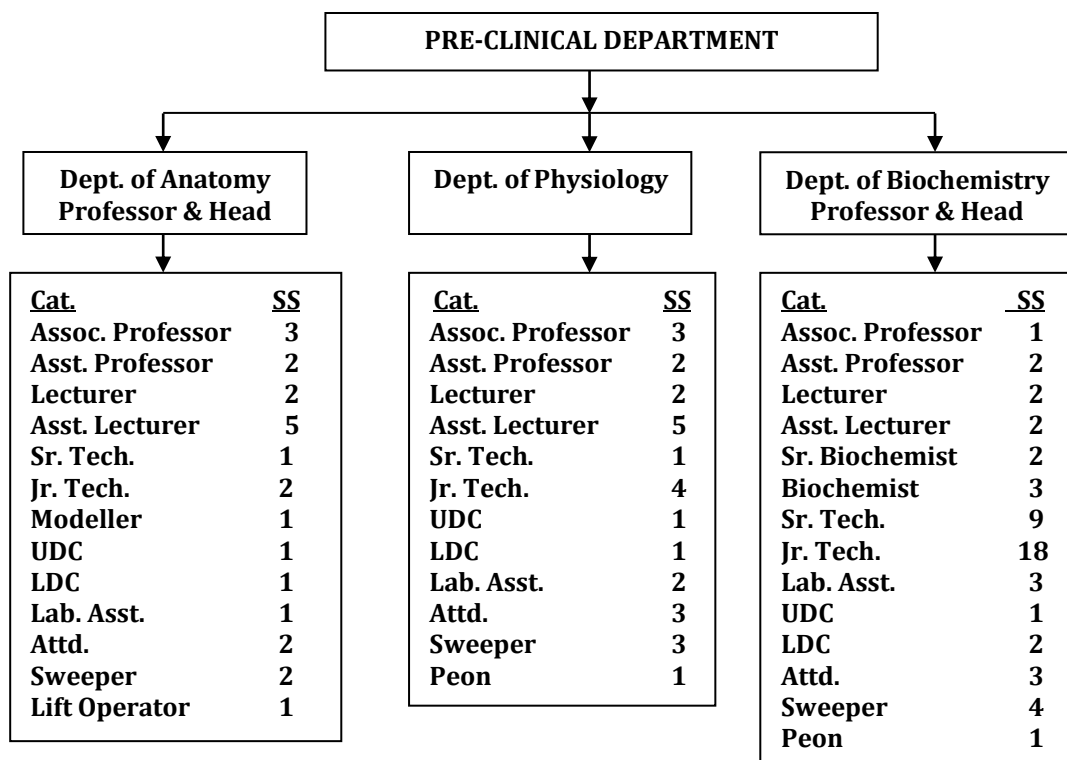 PRE-CLINICAL DEPARTMENT
Dept. of Anatomy
Professor & Head
Dept. of Physiology
Dept. of Biochemistry
Professor & Head
Cat. SS
Assoc. Professor 3
Asst. Professor 2
Lecturer 2
Asst. Lecturer 5
Sr. Tech. 1
Jr. Tech. 2
Modeller 1
UDC 1
LDC 1
Lab. Asst. 1
Attd. 2
Sweeper 2
Lift Operator 1
Cat. SS
Assoc. Professor 3
Asst. Professor 2
Lecturer 2
Asst. Lecturer 5
Sr. Tech. 1
Jr. Tech. 4
UDC 1
LDC 1
Lab. Asst. 2
Attd. 3
Sweeper 3
Peon 1
Cat. SS
Assoc. Professor 1
Asst. Professor 2
Lecturer 2
Asst. Lecturer 2
Sr. Biochemist 2
Biochemist 3
Sr. Tech. 9
Jr. Tech. 18
Lab. Asst. 3
UDC 1
LDC 2
Attd. 3
Sweeper 4
Peon 1